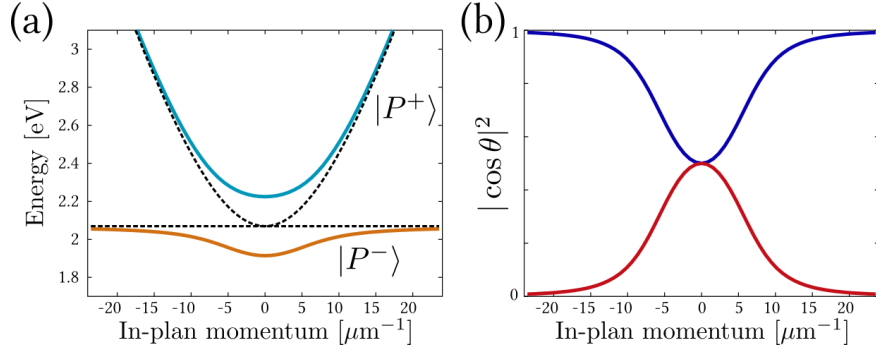 (a)
3
2.8
2.6
2.4
2.2
2
1.8
Energy [eV]
|P⁺⟩
|P⁻⟩
-20 -15 -10 -5 0 5 10 15 20
In-plan momentum [μm⁻¹]
(b)
1
0
|cos θ|²
-20 -15 -10 -5 0 5 10 15 20
In-plan momentum [μm⁻¹]